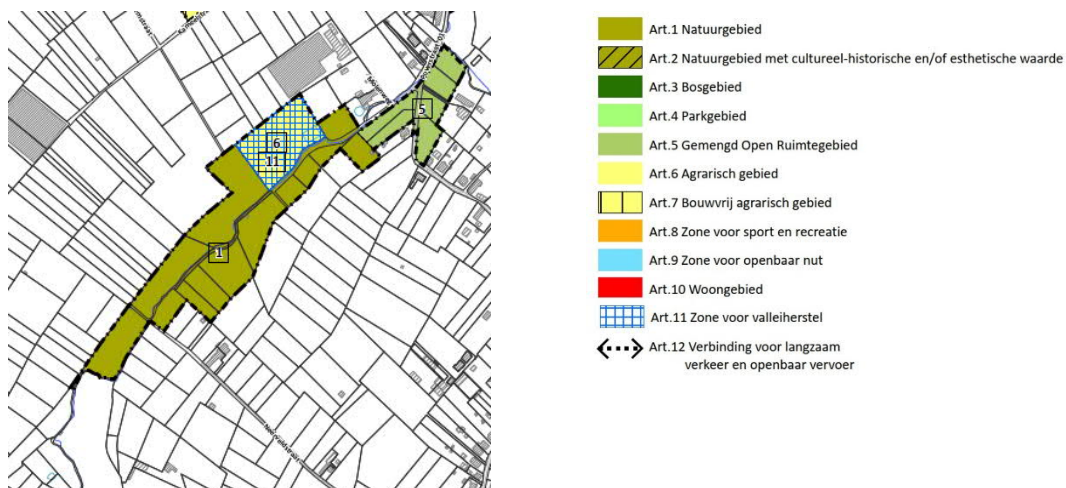 6
11
5
1
Art.1 Natuurgebied
Art.2 Natuurgebied met cultureel-historische en/of esthetische waarde
Art.3 Bosgebied
Art.4 Parkgebied
Art.5 Gemengd Open Ruimtegebied
Art.6 Agrarisch gebied
Art.7 Bouwvrij agrarisch gebied
Art.8 Zone voor sport en recreatie
Art.9 Zone voor openbaar nut
Art.10 Woongebied
Art.11 Zone voor valleiherstel
Art.12 Verbinding voor langzaam
verkeer en openbaar vervoer